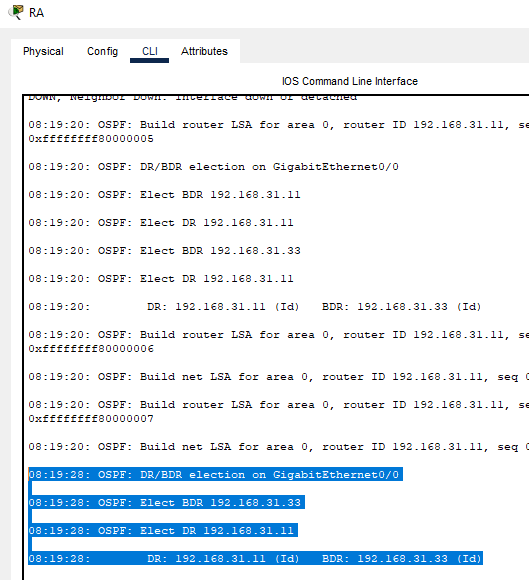 RA
Physical Config CLI Attributes
IOS Command Line Interface
DOWN, Neighbor Down: Interface down or detached
08:19:20: OSPF: Build router LSA for area 0, router ID 192.168.31.11, se
0xffffffff80000005
08:19:20: OSPF: DR/BDR election on GigabitEthernet0/0
08:19:20: OSPF: Elect BDR 192.168.31.11
08:19:20: OSPF: Elect DR 192.168.31.11
08:19:20: OSPF: Elect BDR 192.168.31.33
08:19:20: OSPF: Elect DR 192.168.31.11
08:19:20: DR: 192.168.31.11 (Id) BDR: 192.168.31.33 (Id)
08:19:20: OSPF: Build router LSA for area 0, router ID 192.168.31.11, se
0xffffffff80000006
08:19:20: OSPF: Build net LSA for area 0, router ID 192.168.31.11, seq 0
08:19:20: OSPF: Build router LSA for area 0, router ID 192.168.31.11, se
0xffffffff80000007
08:19:20: OSPF: Build net LSA for area 0, router ID 192.168.31.11, seq 0
08:19:28: OSPF: DR/BDR election on GigabitEthernet0/0
08:19:28: OSPF: Elect BDR 192.168.31.33
08:19:28: OSPF: Elect DR 192.168.31.11
08:19:28: DR: 192.168.31.11 (Id) BDR: 192.168.31.33 (Id)